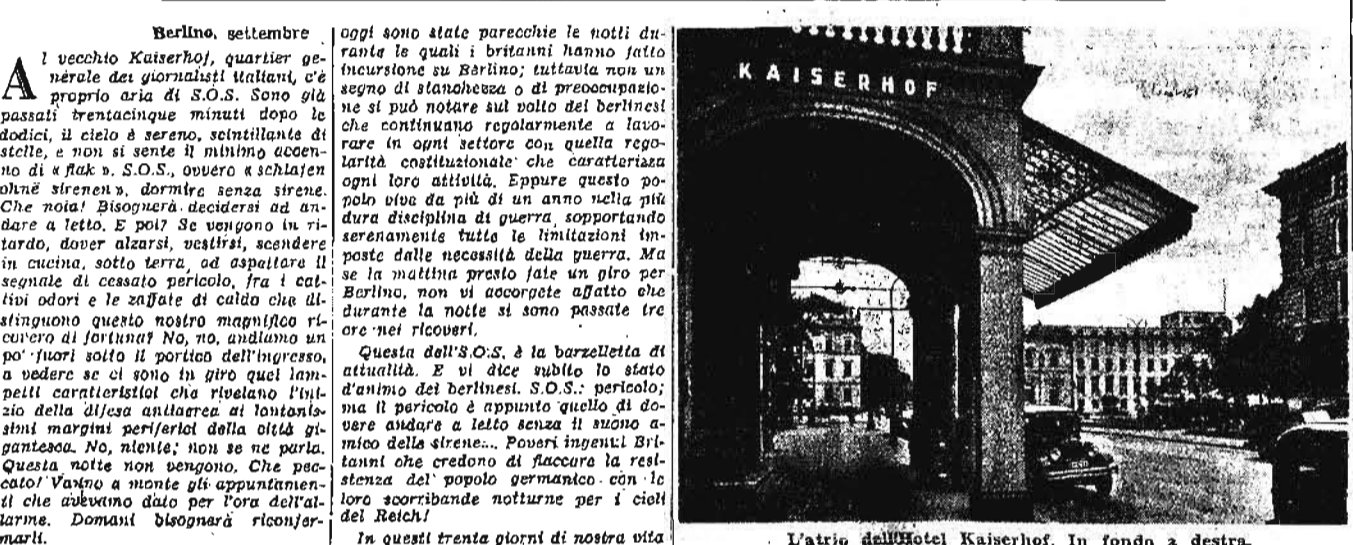 Berlino, settembre
Al vecchio Kaiserhof, quartier ge-
nerale dei giornalisti italiani, c'è
proprio aria di S.O.S. Sono già
passati trentacinque minuti dopo le
dodici, il cielo è sereno, scintillante di
stelle, e non si sente il minimo accen-
no di « flak ». S.O.S., ovvero « schlafen
ohne sirenen », dormire senza sirene.
Che noia! Bisognerà decidersi ad an-
dare a letto. E poi? Se vengono in ri-
tardo, dover alzarsi, vestirsi, scendere
in cucina, sotto terra, ad aspettare il
segnale di cessato pericolo, fra i cat-
tivi odori e le zaffate di caldo che di-
stinguono questo nostro magnifico ri-
covero di fortuna? No, no, andiamo un
po' fuori sotto il portico dell'ingresso,
a vedere se ci sono in giro quei lam-
petti caratteristici che rivelano l'ini-
zio della difesa antiaerea ai lontanis-
simi margini periferici della città gi-
gantesca. No, niente; non se ne parla.
Questa notte non vengono. Che pec-
cato! Vanno a monte gli appuntamen-
ti che avevamo dato per l'ora dell'al-
larme. Domani bisognerà riconfer-
marli.
oggi sono state parecchie le notti du-
rante le quali i britanni hanno fatto
incursione su Berlino; tuttavia non un
segno di stanchezza o di preoccupazio-
ne si può notare sul volto dei berlinesi
che continuano regolarmente a lavo-
rare in ogni settore con quella rego-
larità costituzionale che caratterizza
ogni loro attività. Eppure questo po-
polo vive da più di un anno nella più
dura disciplina di guerra, sopportando
serenamente tutte le limitazioni im-
poste dalle necessità della guerra. Ma
se la mattina presto fate un giro per
Berlino, non vi accorgete affatto che
durante la notte si sono passate tre
ore nei ricoveri.
Questa dell'S.O.S. è la barzelletta di
attualità. E vi dice subito lo stato
d'animo dei berlinesi. S.O.S.: pericolo;
ma il pericolo è appunto quello di do-
vere andare a letto senza il suono a-
mico della sirene... Poveri ingenui Bri-
tanni che credono di fiaccare la resi-
stenza del popolo germanico con le
loro scorribande notturne per i cieli
del Reich!
In questi trenta giorni di nostra vita
KAISERHOF
L'atrio dell'Hotel Kaiserhof. In fondo a destra